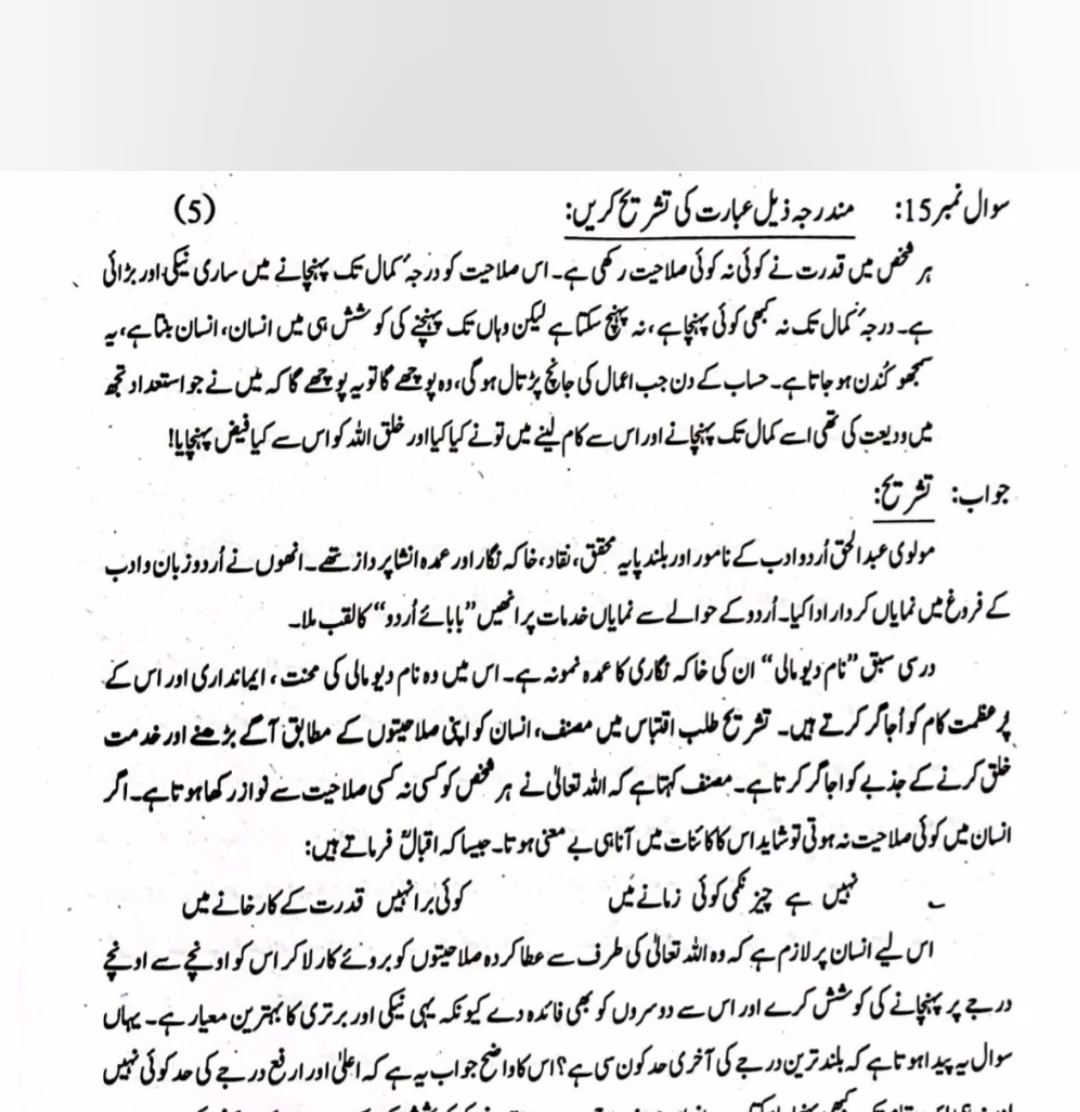 سوال نمبر 15: مندرجہ ذیل عبارت کی تشریح کریں: (5)
ہر شخص میں قدرت نے کوئی نہ کوئی صلاحیت رکھی ہے۔ اس صلاحیت کو درجۂ کمال تک پہنچانے میں ساری نیکی اور بڑائی
ہے۔ درجۂ کمال تک نہ کبھی کوئی پہنچا ہے، نہ پہنچ سکتا ہے لیکن وہاں تک پہنچنے کی کوشش ہی میں انسان، انسان بنتا ہے، یہ
سمجھو کُندن ہو جاتا ہے۔ حساب کے دن جب اعمال کی جانچ پڑتال ہو گی، وہ پوچھے گا تو یہ پوچھے گا کہ میں نے جو استعداد تجھ
میں ودیعت کی تھی اسے کمال تک پہنچانے اور اس سے کام لینے میں تو نے کیا کیا اور خلق اللہ کو اس سے کیا فیض پہنچایا!
جواب: تشریح:
مولوی عبدالحق اُردو ادب کے نامور اور بلند پایہ محقق، نقاد، خاکہ نگار اور عمدہ انشا پرداز تھے۔ انھوں نے اُردو زبان و ادب
کے فروغ میں نمایاں کردار ادا کیا۔ اُردو کے حوالے سے نمایاں خدمات پر انھیں ”بابائے اُردو“ کا لقب ملا۔
درسی سبق ”نام دیو مالی“ ان کی خاکہ نگاری کا عمدہ نمونہ ہے۔ اس میں وہ نام دیو مالی کی محنت، ایمانداری اور اس کے
پُر عظمت کام کو اُجاگر کرتے ہیں۔ تشریح طلب اقتباس میں مصنف، انسان کو اپنی صلاحیتوں کے مطابق آگے بڑھنے اور خدمت
خلق کرنے کے جذبے کو اجاگر کرتا ہے۔ مصنف کہتا ہے کہ اللہ تعالیٰ نے ہر شخص کو کسی نہ کسی صلاحیت سے نواز رکھا ہوتا ہے۔ اگر
انسان میں کوئی صلاحیت نہ ہوتی تو شاید اس کا کائنات میں آنا ہی بے معنی ہوتا۔ جیسا کہ اقبالؒ فرماتے ہیں:
؎ نہیں ہے چیز نکمی کوئی زمانے میں کوئی برا نہیں قدرت کے کارخانے میں
اس لیے انسان پر لازم ہے کہ وہ اللہ تعالیٰ کی طرف سے عطا کردہ صلاحیتوں کو بروئے کار لا کر اس کو اونچے سے اونچے
درجے پر پہنچانے کی کوشش کرے اور اس سے دوسروں کو بھی فائدہ دے کیونکہ یہی نیکی اور برتری کا بہترین معیار ہے۔ یہاں
سوال یہ پیدا ہوتا ہے کہ بلند ترین درجے کی آخری حد کون سی ہے؟ اس کا واضح جواب یہ ہے کہ اعلیٰ اور ارفع درجے کی حد کوئی نہیں